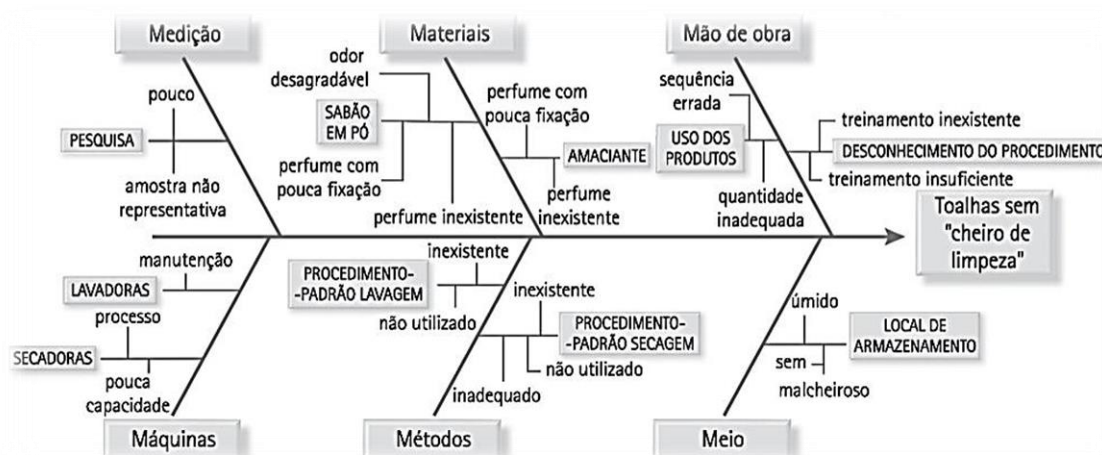 Medição
Materiais
Mão de obra
pouco
PESQUISA
amostra não
representativa
odor
desagradável
SABÃO
EM PÓ
perfume com
pouca fixação
perfume inexistente
perfume com
pouca fixação
AMACIANTE
perfume
inexistente
sequência
errada
USO DOS
PRODUTOS
quantidade
inadequada
treinamento inexistente
DESCONHECIMENTO DO PROCEDIMENTO
treinamento insuficiente
Toalhas sem
"cheiro de
limpeza"
manutenção
LAVADORAS
processo
SECADORAS
pouca
capacidade
inexistente
PROCEDIMENTO-
-PADRÃO LAVAGEM
não utilizado
inexistente
PROCEDIMENTO-
-PADRÃO SECAGEM
não utilizado
inadequado
úmido
LOCAL DE
ARMAZENAMENTO
sem
malcheiroso
Máquinas
Métodos
Meio